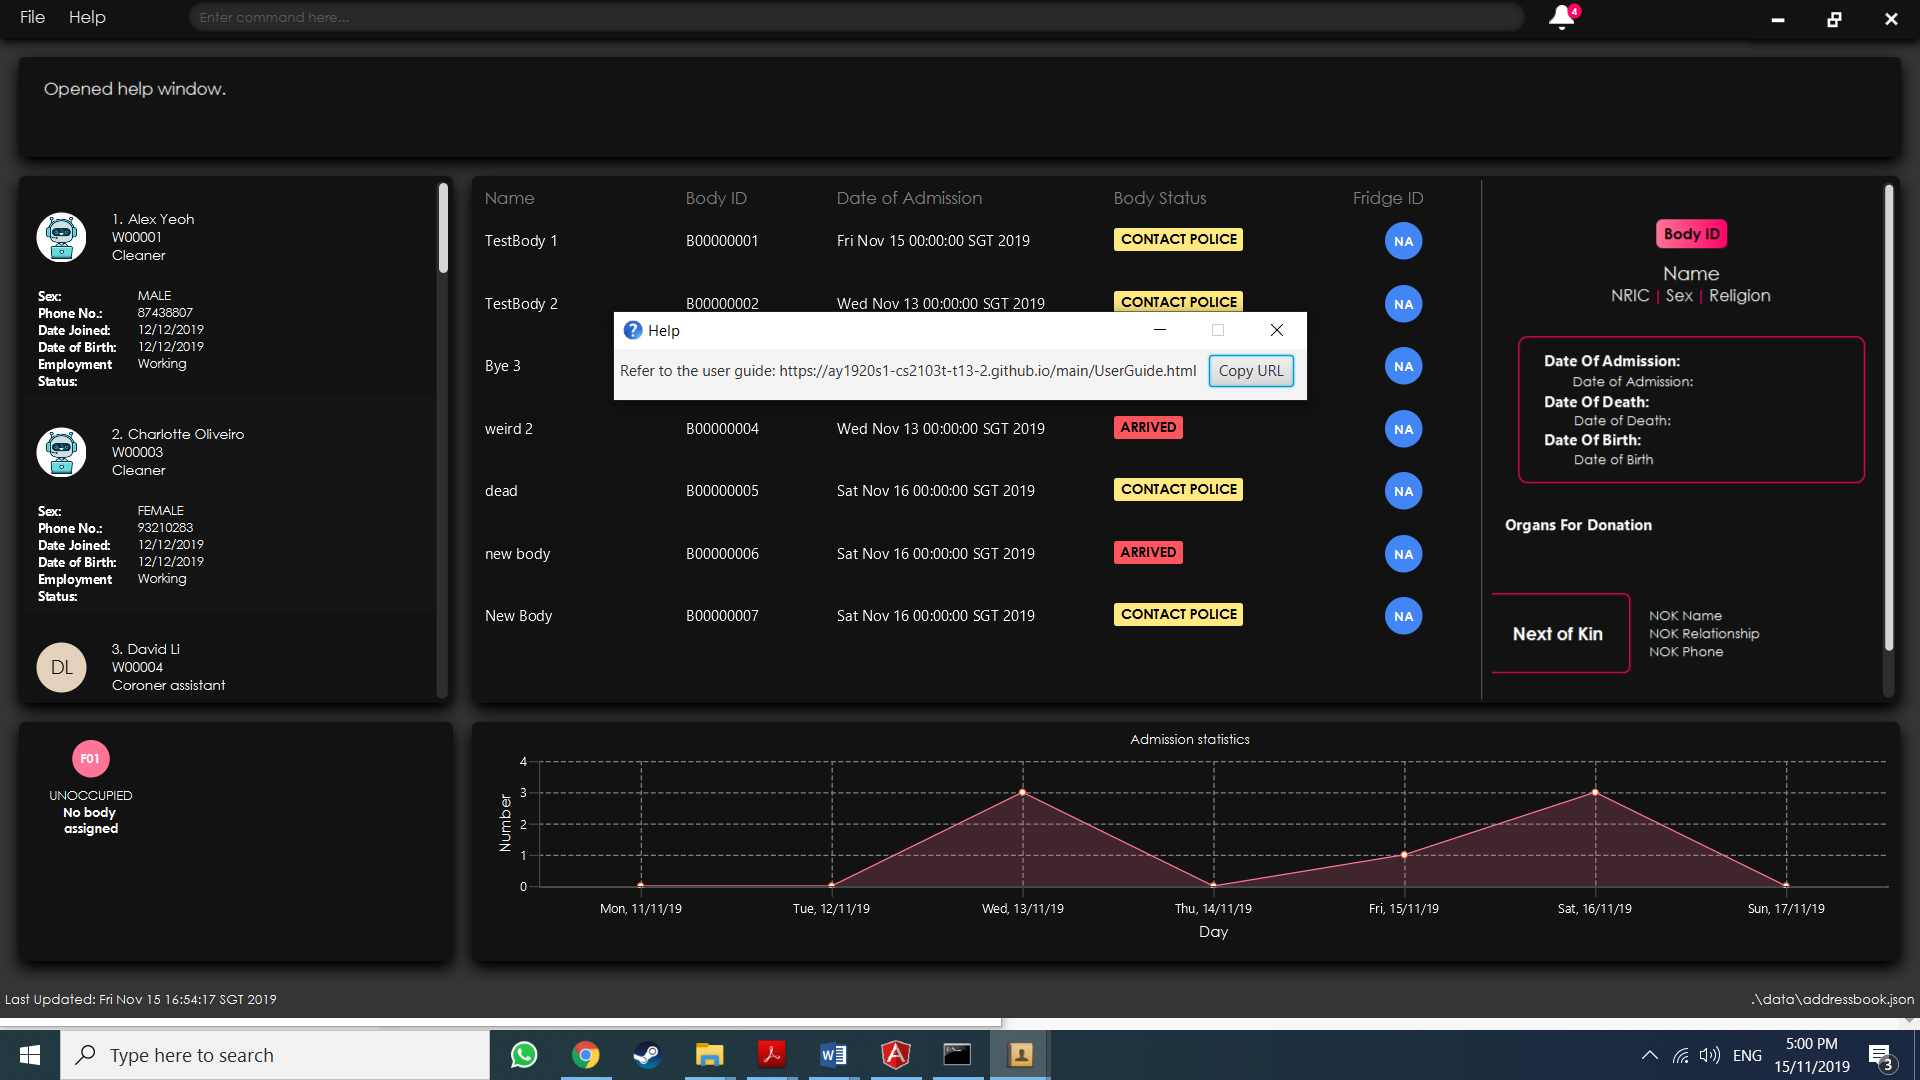 File Help Enter command here... 4
Opened help window.
1. Alex Yeoh
W00001
Cleaner
Sex: MALE
Phone No.: 87438807
Date Joined: 12/12/2019
Date of Birth: 12/12/2019
Employment Working
Status:
2. Charlotte Oliveiro
W00003
Cleaner
Sex: FEMALE
Phone No.: 93210283
Date Joined: 12/12/2019
Date of Birth: 12/12/2019
Employment Working
Status:
DL
3. David Li
W00004
Coroner assistant
Name Body ID Date of Admission Body Status Fridge ID
TestBody 1 B00000001 Fri Nov 15 00:00:00 SGT 2019 CONTACT POLICE NA
TestBody 2 B00000002 Wed Nov 13 00:00:00 SGT 2019 CONTACT POLICE NA
Bye 3 NA
weird 2 B00000004 Wed Nov 13 00:00:00 SGT 2019 ARRIVED NA
dead B00000005 Sat Nov 16 00:00:00 SGT 2019 CONTACT POLICE NA
new body B00000006 Sat Nov 16 00:00:00 SGT 2019 ARRIVED NA
New Body B00000007 Sat Nov 16 00:00:00 SGT 2019 CONTACT POLICE NA
Help
Refer to the user guide: https://ay1920s1-cs2103t-t13-2.github.io/main/UserGuide.html Copy URL
Body ID
Name
NRIC | Sex | Religion
Date Of Admission:
Date of Admission:
Date Of Death:
Date of Death:
Date Of Birth:
Date of Birth
Organs For Donation
Next of Kin
NOK Name
NOK Relationship
NOK Phone
F01
UNOCCUPIED
No body
assigned
Admission statistics
Number
4
3
2
1
0
Mon, 11/11/19 Tue, 12/11/19 Wed, 13/11/19 Thu, 14/11/19 Fri, 15/11/19 Sat, 16/11/19 Sun, 17/11/19
Day
Last Updated: Fri Nov 15 16:54:17 SGT 2019 .\data\addressbook.json
Type here to search
ENG
5:00 PM
15/11/2019
3